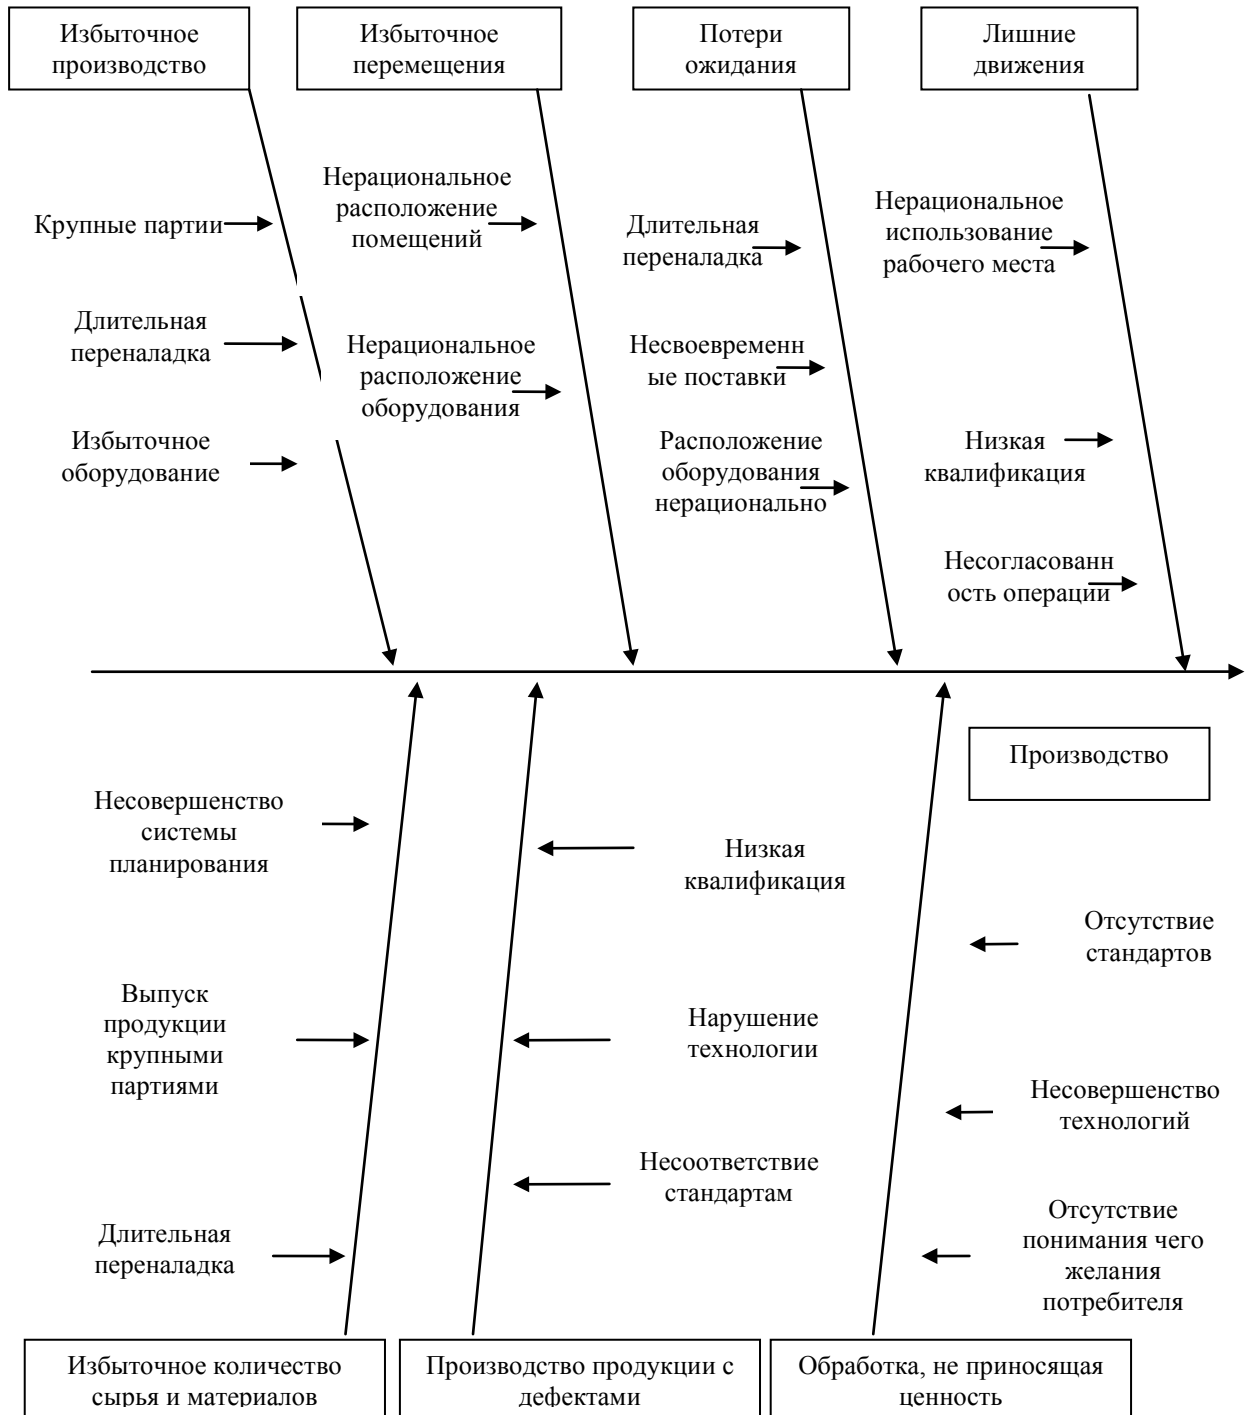 Избыточное
производство
Избыточное
перемещения
Потери
ожидания
Лишние
движения
Крупные партии
Длительная
переналадка
Избыточное
оборудование
Нерациональное
расположение
помещений
Нерациональное
расположение
оборудования
Длительная
переналадка
Несвоевременн
ые поставки
Расположение
оборудования
нерационально
Нерациональное
использование
рабочего места
Низкая
квалификация
Несогласованн
ость операции
Производство
Несовершенство
системы
планирования
Выпуск
продукции
крупными
партиями
Длительная
переналадка
Низкая
квалификация
Нарушение
технологии
Несоответствие
стандартам
Отсутствие
стандартов
Несовершенство
технологий
Отсутствие
понимания чего
желания
потребителя
Избыточное количество
сырья и материалов
Производство продукции с
дефектами
Обработка, не приносящая
ценность